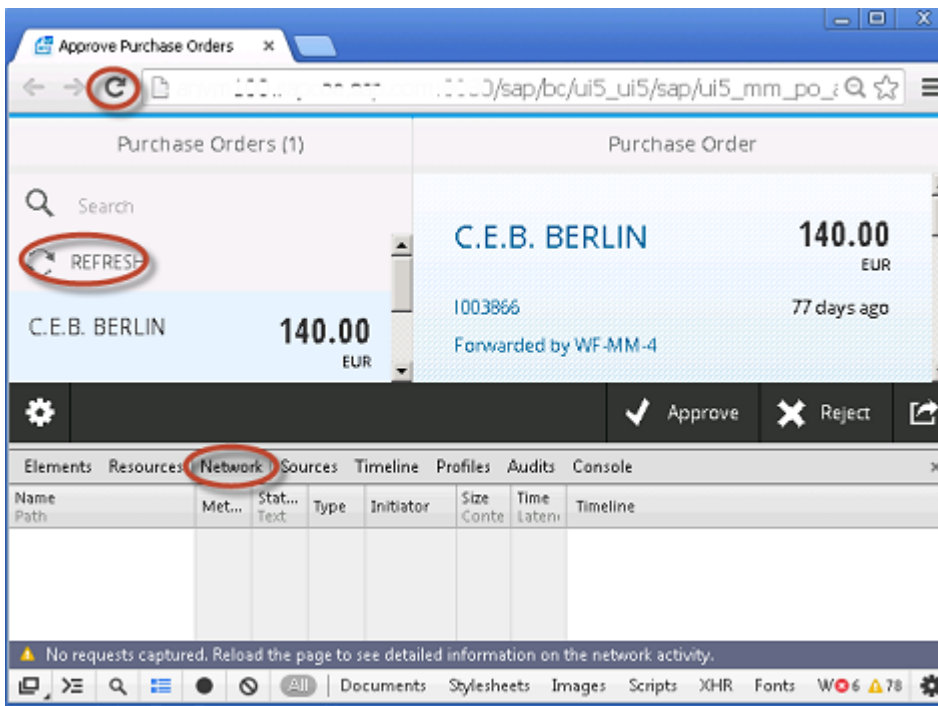 Approve Purchase Orders
/sap/bc/ui5_ui5/sap/ui5_mm_po_
Purchase Orders (1)
Purchase Order
Search
REFRESH
C.E.B. BERLIN
140.00
EUR
C.E.B. BERLIN
140.00
EUR
I003866
77 days ago
Forwarded by WF-MM-4
Approve
Reject
Elements Resources Network Sources Timeline Profiles Audits Console
Name Met... Stat... Type Initiator Size Time Timeline
Path Text Conte Laten
No requests captured. Reload the page to see detailed information on the network activity.
All Documents Stylesheets Images Scripts XHR Fonts W 6 78